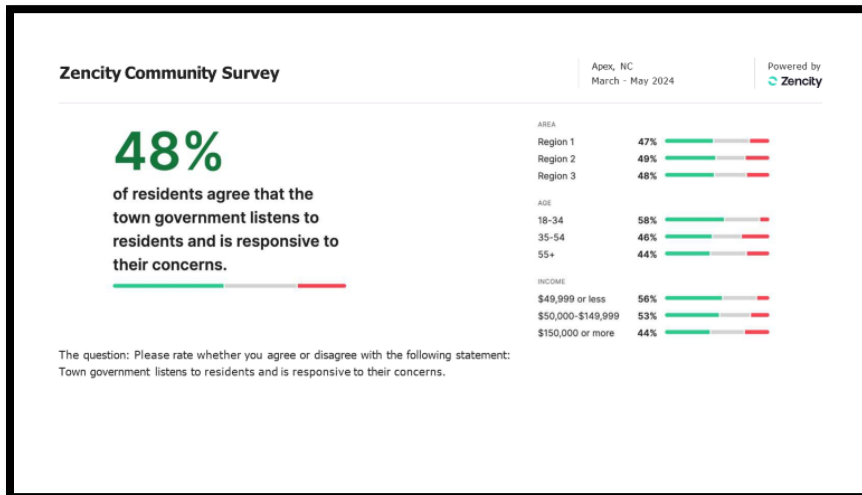 Zencity Community Survey
Apex, NC
March - May 2024
Powered by
Zencity
48%
of residents agree that the
town government listens to
residents and is responsive to
their concerns.
AREA
Region 1 47%
Region 2 49%
Region 3 48%
AGE
18-34 58%
35-54 46%
55+ 44%
INCOME
$49,999 or less 56%
$50,000-$149,999 53%
$150,000 or more 44%
The question: Please rate whether you agree or disagree with the following statement:
Town government listens to residents and is responsive to their concerns.